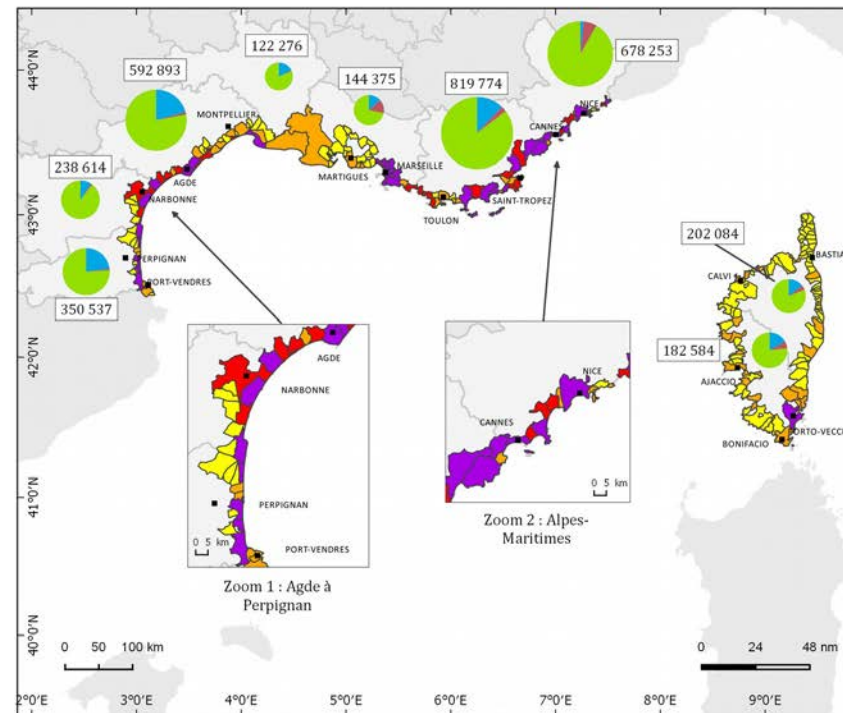 122 276
592 893
144 375
819 774
678 253
MONTPELLIER
NICE
CANNES
238 614
AGDE
MARTIGUES
MARSEILLE
NARBONNE
TOULON
SAINT-TROPEZ
202 084
PERPIGNAN
BASTIA
PORT-VENDRES
CALVI
350 537
182 584
AJACCIO
PORTO-VECC
BONIFACIO
AGDE
NARBONNE
PERPIGNAN
PORT-VENDRES
0 5 km
Zoom 1 : Agde à
Perpignan
NICE
CANNES
0 5 km
Zoom 2 : Alpes-
Maritimes
44°0'N
43°0'N
42°0'N
41°0'N
40°0'N
0 50 100 km
0 24 48 nm
2°0'E 3°0'E 4°0'E 5°0'E 6°0'E 7°0'E 8°0'E 9°0'E